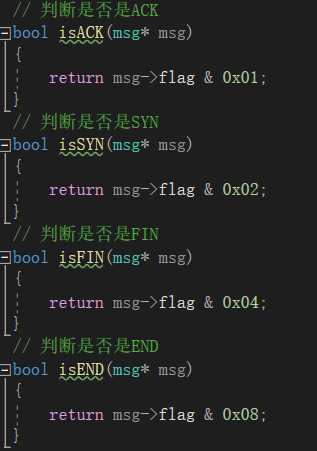 // 判断是否是ACK
bool isACK(msg* msg)
{
return msg->flag & 0x01;
}
// 判断是否是SYN
bool isSYN(msg* msg)
{
return msg->flag & 0x02;
}
// 判断是否是FIN
bool isFIN(msg* msg)
{
return msg->flag & 0x04;
}
// 判断是否是END
bool isEND(msg* msg)
{
return msg->flag & 0x08;
}